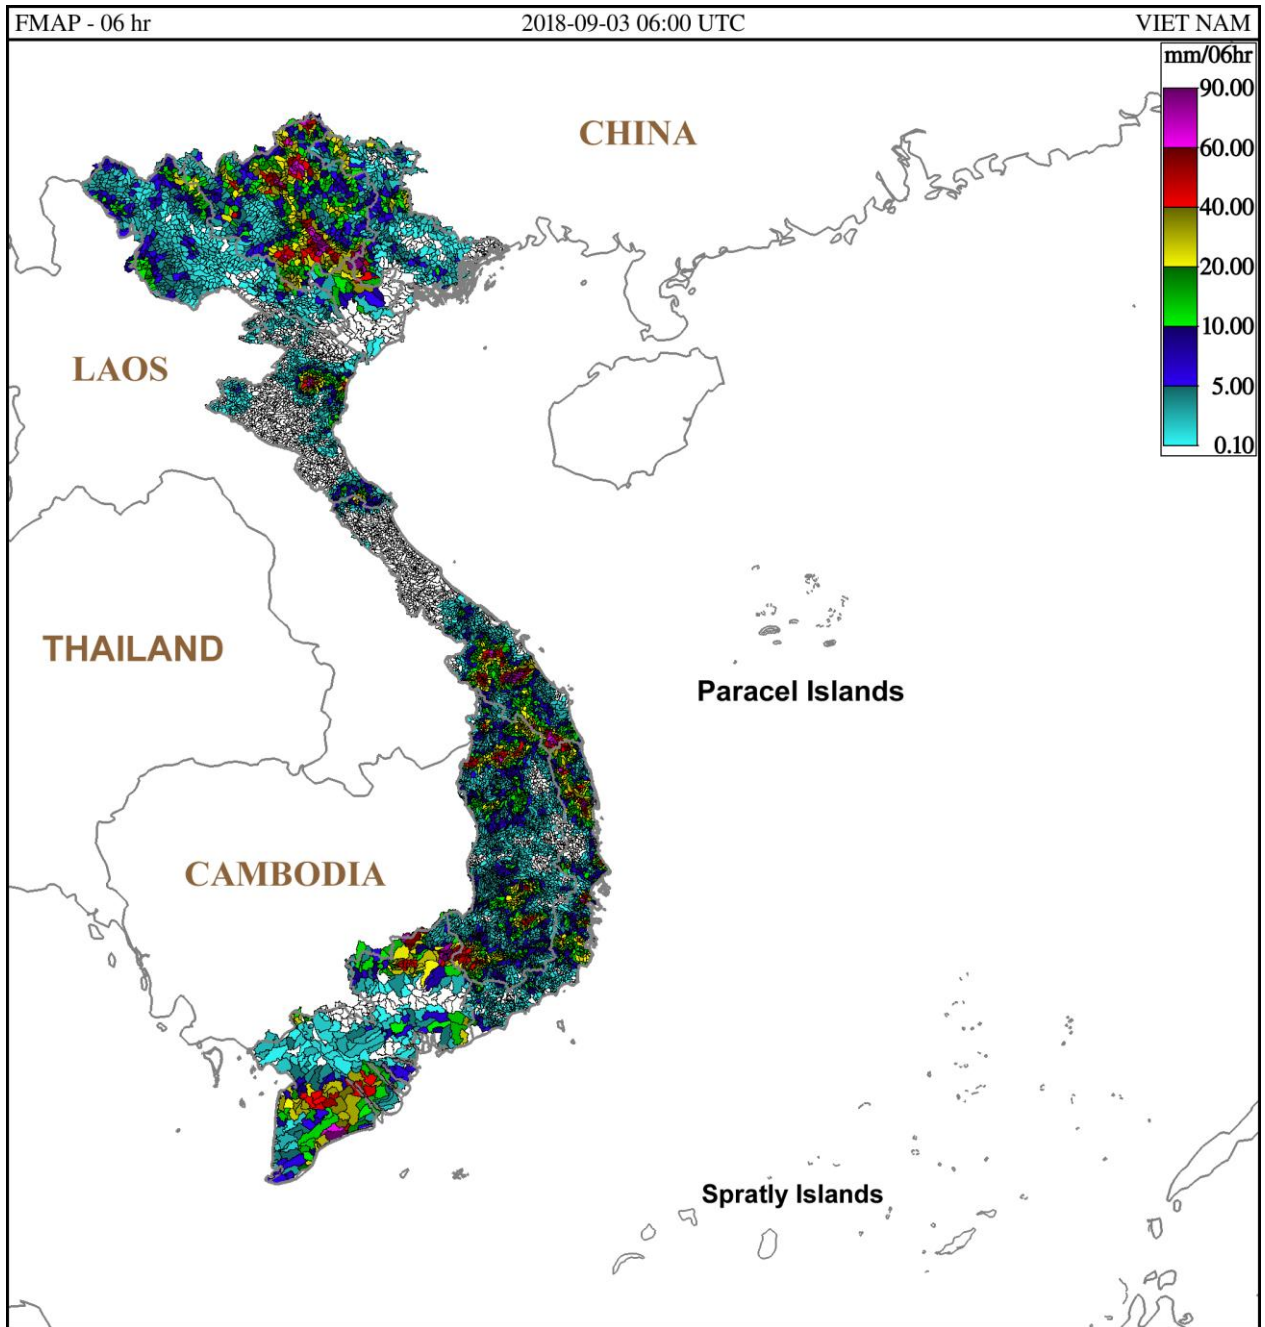 FMAP - 06 hr 2018-09-03 06:00 UTC VIET NAM
mm/06hr
90.00
CHINA
60.00
40.00
20.00
10.00
LAOS
5.00
0.10
THAILAND
Paracel Islands
CAMBODIA
Spratly Islands